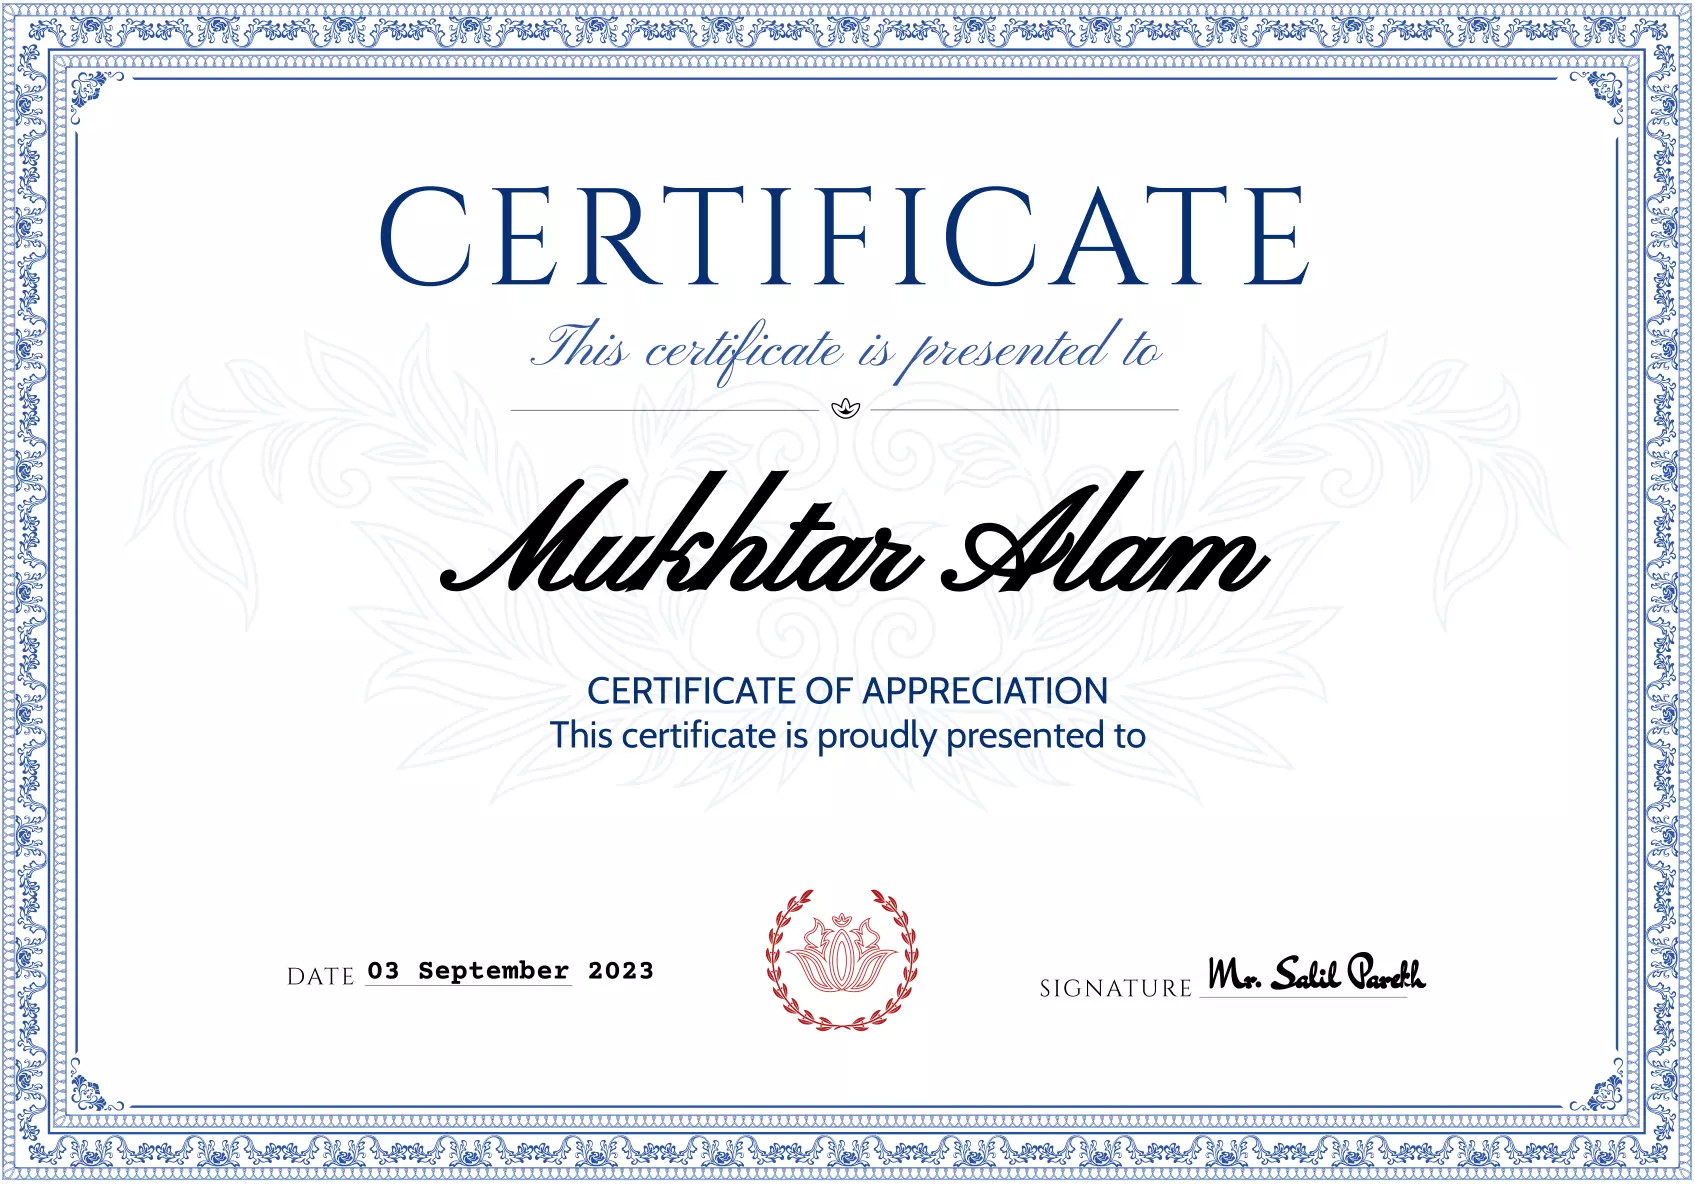 CERTIFICATE
This certificate is presented to
Mukhtar Alam
CERTIFICATE OF APPRECIATION
This certificate is proudly presented to
DATE 03 September 2023
SIGNATURE Mr. Salil Parekh